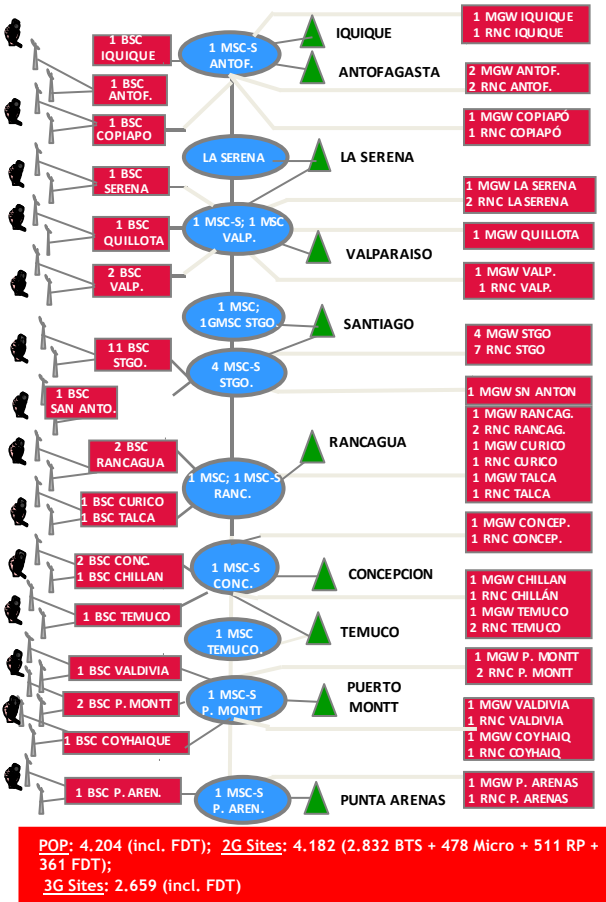 1 BSC
IQUIQUE
1 MSC-S
ANTOF.
IQUIQUE
1 MGW IQUIQUE
1 RNC IQUIQUE
1 BSC
ANTOF.
ANTOFAGASTA
2 MGW ANTOF.
2 RNC ANTOF.
1 BSC
COPIAPO
1 MGW COPIAPÓ
1 RNC COPIAPÓ
LA SERENA
LA SERENA
1 BSC
SERENA
1 MGW LA SERENA
2 RNC LA SERENA
1 BSC
QUILLOTA
1 MSC-S; 1 MSC
VALP.
1 MGW QUILLOTA
VALPARAISO
2 BSC
VALP.
1 MGW VALP.
1 RNC VALP.
1 MSC;
1GMSC STGO.
SANTIAGO
11 BSC
STGO.
4 MSC-S
STGO.
4 MGW STGO
7 RNC STGO
1 BSC
SAN ANTO.
1 MGW SN ANTON
2 BSC
RANCAGUA
RANCAGUA
1 MGW RANCAG.
2 RNC RANCAG.
1 MGW CURICO
1 RNC CURICO
1 MGW TALCA
1 RNC TALCA
1 MSC; 1 MSC-S
RANC.
1 BSC CURICO
1 BSC TALCA
1 MGW CONCEP.
1 RNC CONCEP.
2 BSC CONC.
1 BSC CHILLAN
1 MSC-S
CONC.
CONCEPCION
1 MGW CHILLAN
1 RNC CHILLÁN
1 MGW TEMUCO
2 RNC TEMUCO
1 BSC TEMUCO
1 MSC
TEMUCO.
TEMUCO
1 BSC VALDIVIA
1 MGW P. MONTT
2 RNC P. MONTT
2 BSC P. MONTT
1 MSC-S
P. MONTT
PUERTO
MONTT
1 MGW VALDIVIA
1 RNC VALDIVIA
1 MGW COYHAIQ
1 RNC COYHAIQ
1 BSC COYHAIQUE
1 BSC P. AREN.
1 MSC-S
P. AREN.
PUNTA ARENAS
1 MGW P. ARENAS
1 RNC P. ARENAS
POP: 4.204 (incl. FDT); 2G Sites: 4.182 (2.832 BTS + 478 Micro + 511 RP +
361 FDT);
3G Sites: 2.659 (incl. FDT)